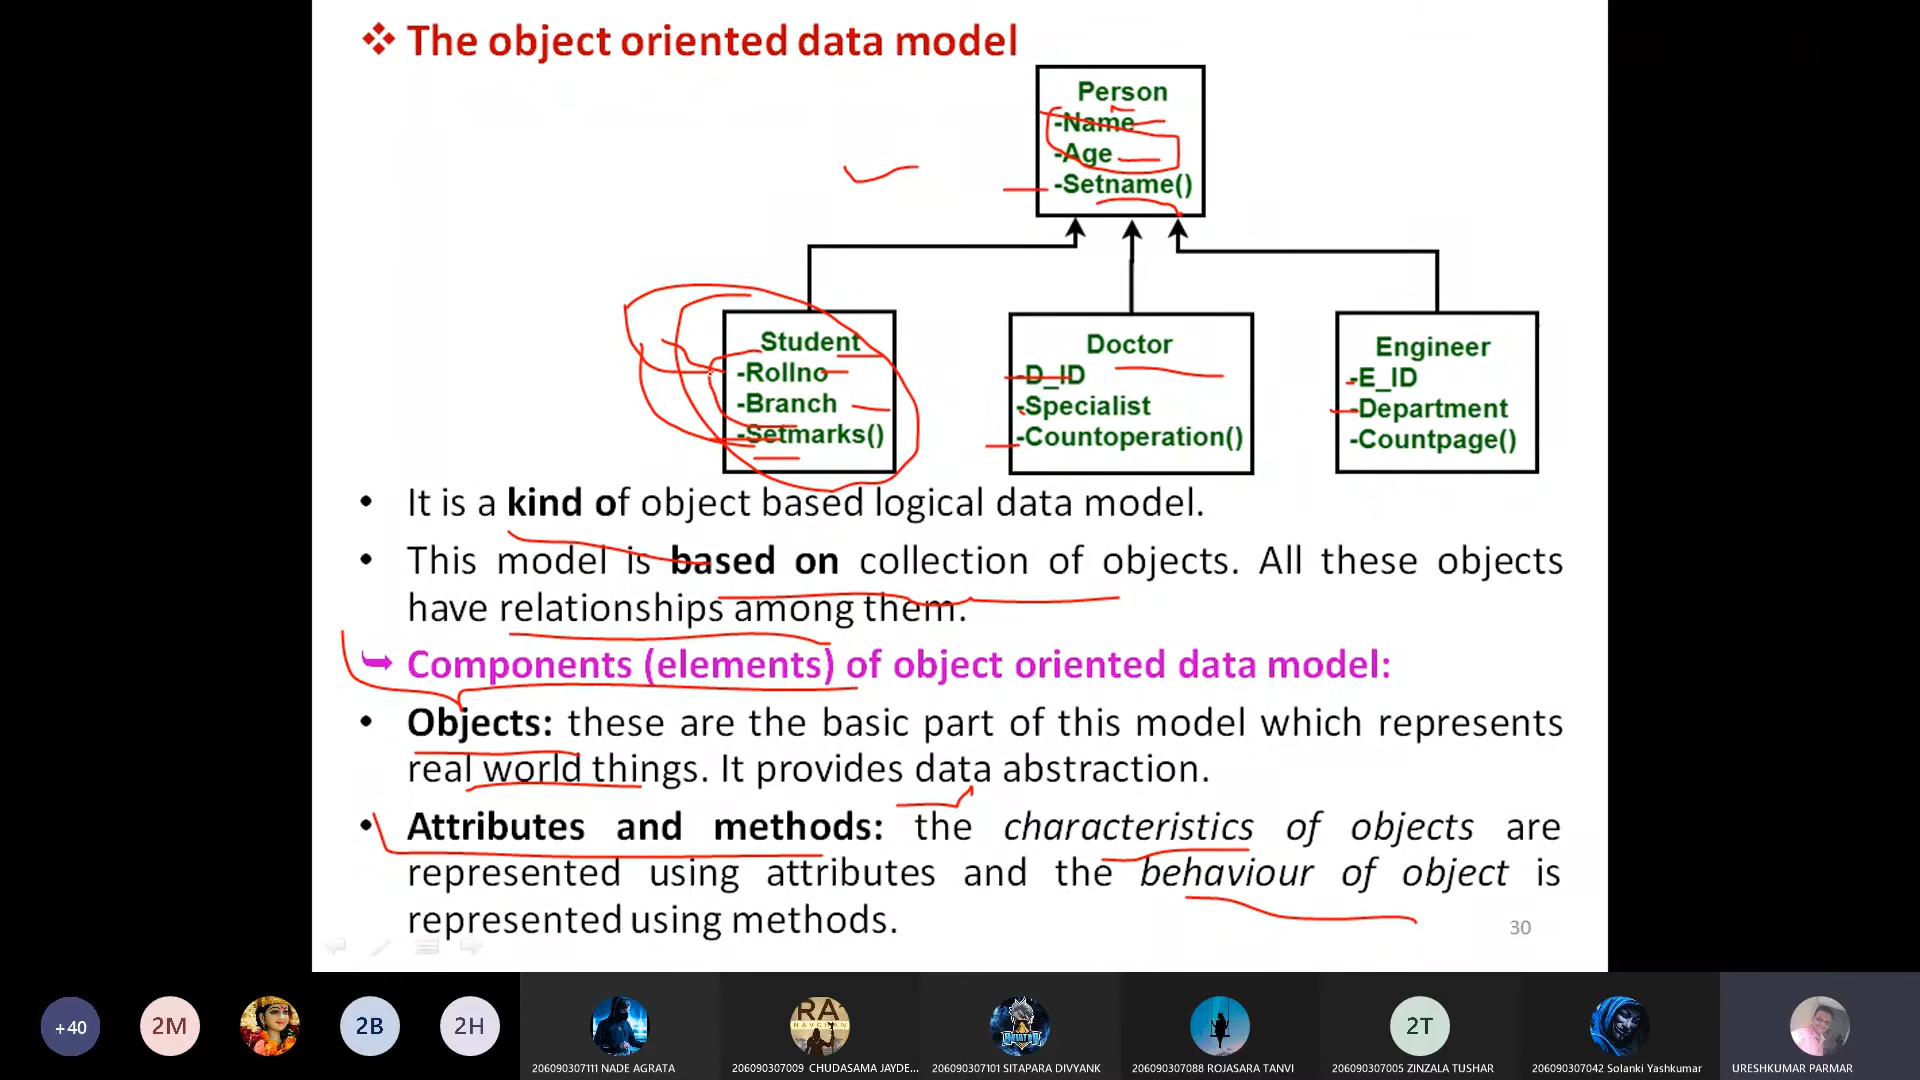 ❖ The object oriented data model
Person
-Name
-Age
-Setname()
Student
-Rollno
-Branch
-Setmarks()
Doctor
-D_ID
-Specialist
-Countoperation()
Engineer
-E_ID
-Department
-Countpage()
• It is a kind of object based logical data model.
• This model is based on collection of objects. All these objects
have relationships among them.
➥ Components (elements) of object oriented data model:
• Objects: these are the basic part of this model which represents
real world things. It provides data abstraction.
• Attributes and methods: the characteristics of objects are
represented using attributes and the behaviour of object is
represented using methods.
30
+40
2M
2B
2H
RA
2T
206090307111 NADE AGRATA
206090307009 CHUDASAMA JAYDE...
206090307101 SITAPARA DIVYANK
206090307088 ROJASARA TANVI
206090307005 ZINZALA TUSHAR
206090307042 Solanki Yashkumar
URESHKUMAR PARMAR